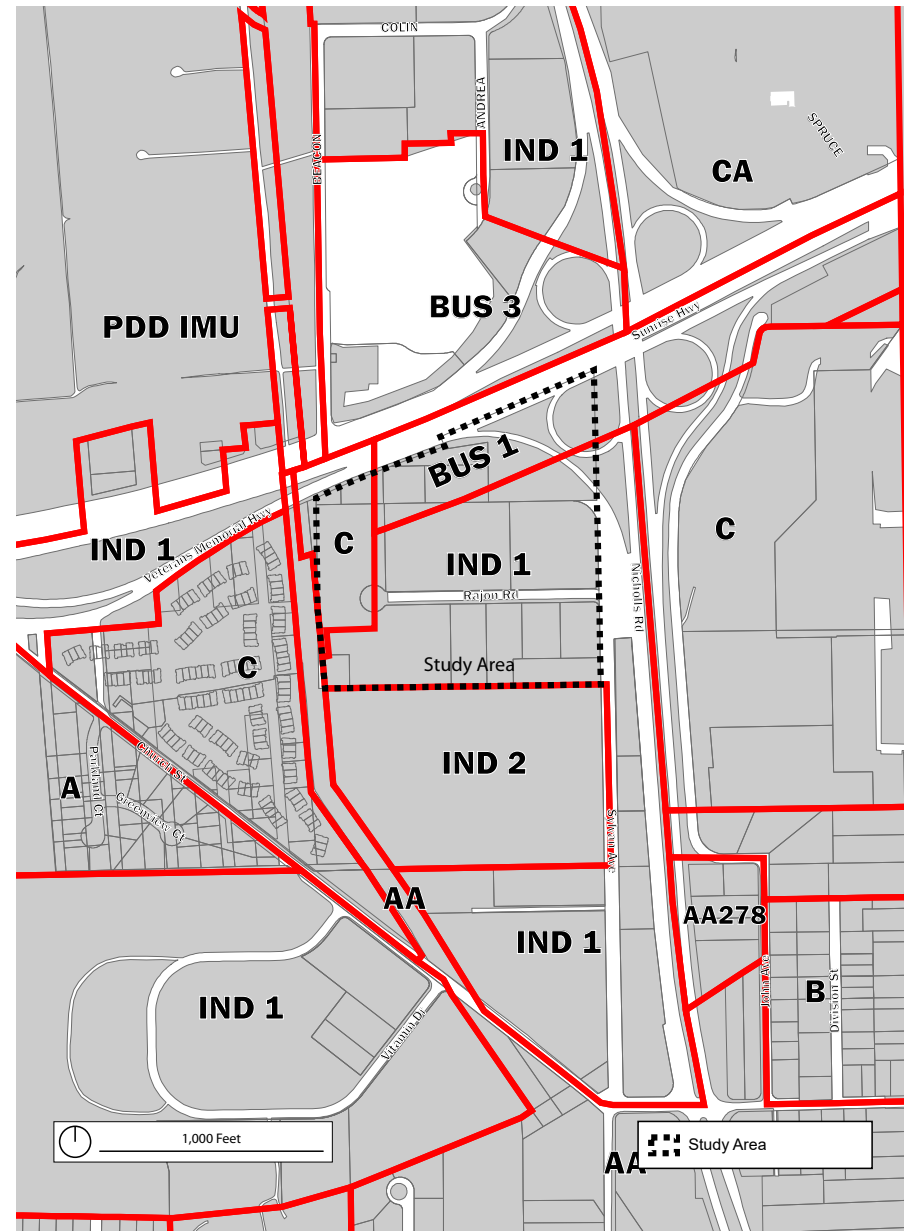 COLIN
ANDREA
BEACON
IND 1
SPRUCE
CA
BUS 3
PDD IMU
Sunrise Hwy
BUS 1
Veterans Memorial Hwy
IND 1
C
IND 1
C
Rajon Rd
Nicholls Rd
Study Area
C
Parkland Ct
Church St
IND 2
A
Greenview Ct
Sylvan Ave
AA
AA278
IND 1
John Ave
B
Division St
IND 1
Vitamin Dr
1,000 Feet
Study Area
AA